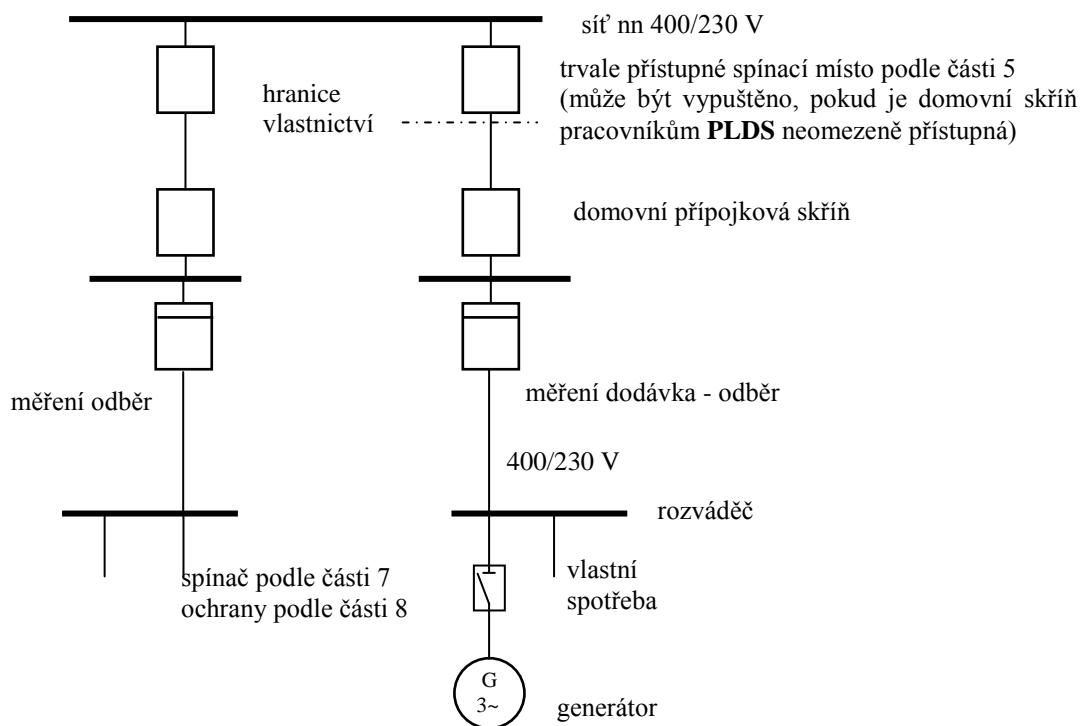 síť nn 400/230 V
trvale přístupné spínací místo podle části 5
(může být vypuštěno, pokud je domovní skříň
pracovníkům PLDS neomezeně přístupná)
hranice
vlastnictví
domovní přípojková skříň
měření odběr
měření dodávka - odběr
400/230 V
rozváděč
spínač podle části 7
ochrany podle části 8
vlastní
spotřeba
G
3~
generátor